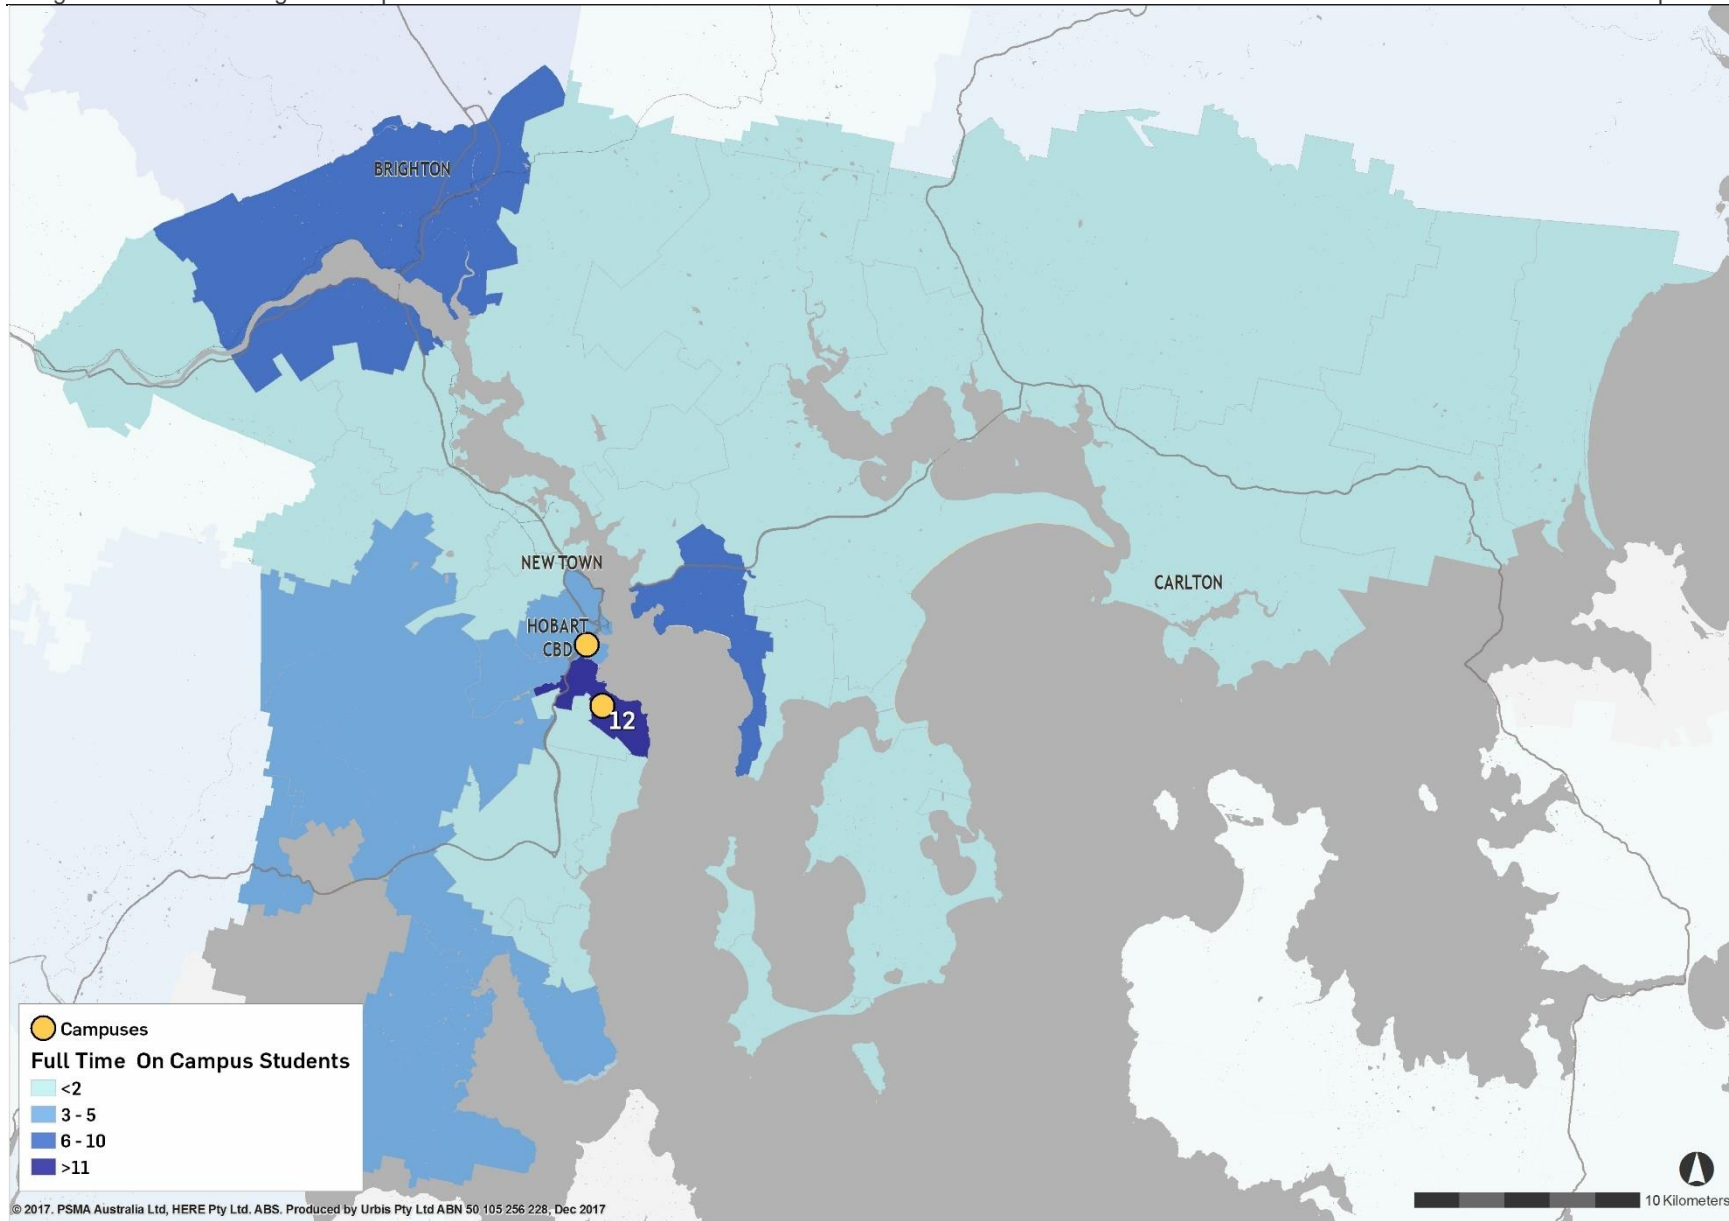 BRIGHTON
NEW TOWN
HOBART
CBD
CARLTON
12
Campuses
Full Time On Campus Students
<2
3 - 5
6 - 10
>11
10 Kilometers
© 2017. PSMA Australia Ltd, HERE Pty Ltd. ABS. Produced by Urbis Pty Ltd ABN 50 105 256 228, Dec 2017